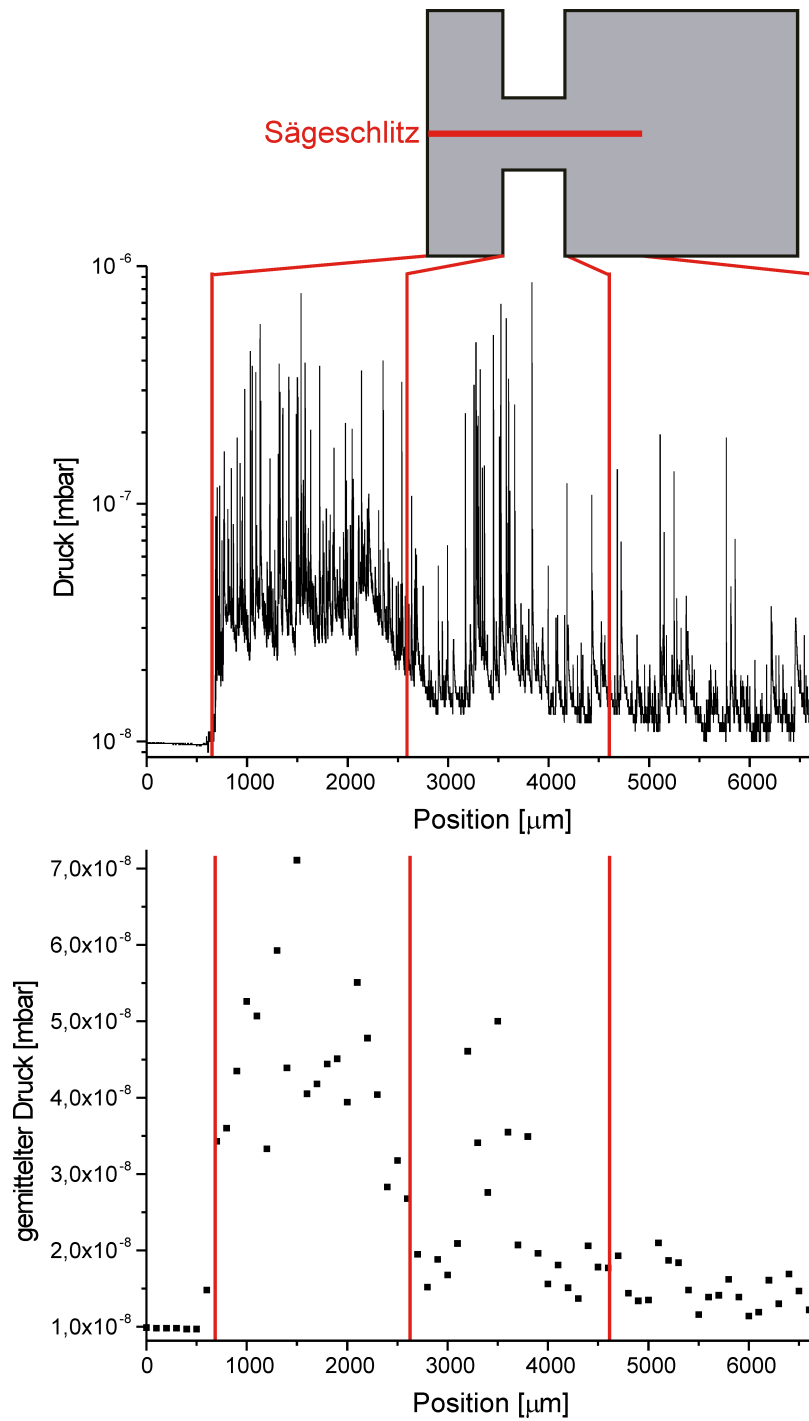 Sägeschlitz
10⁻⁶
10⁻⁷
10⁻⁸
Druck [mbar]
0 1000 2000 3000 4000 5000 6000
Position [µm]
7,0x10⁻⁸
6,0x10⁻⁸
5,0x10⁻⁸
4,0x10⁻⁸
3,0x10⁻⁸
2,0x10⁻⁸
1,0x10⁻⁸
gemittelter Druck [mbar]
0 1000 2000 3000 4000 5000 6000
Position [µm]